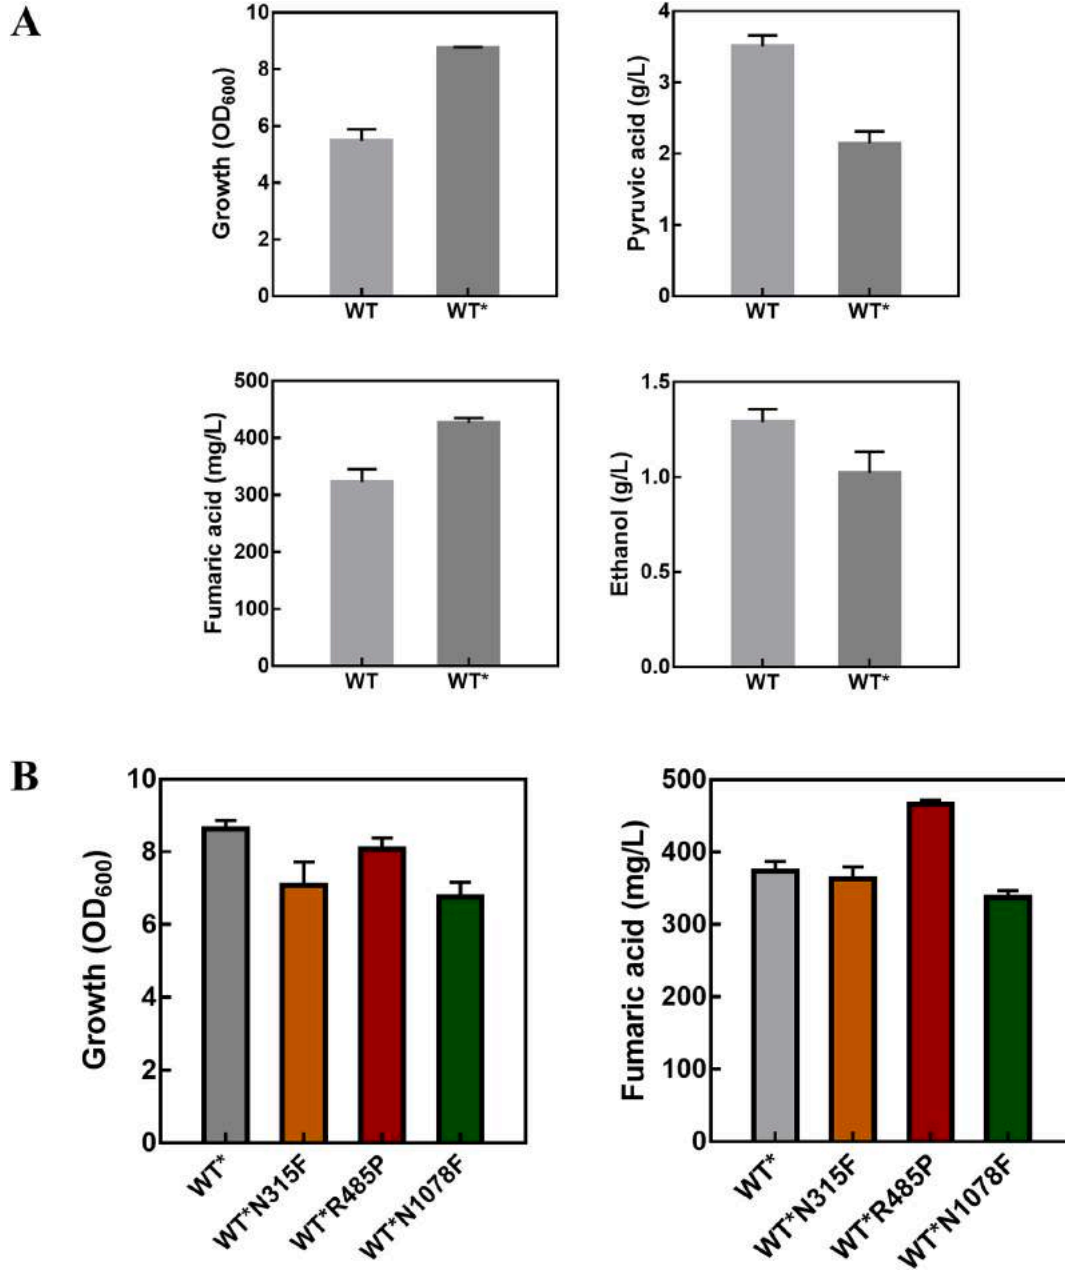 A
Growth (OD600)
10
8
6
4
2
0
WT
WT*
Pyruvic acid (g/L)
4
3
2
1
0
WT
WT*
Fumaric acid (mg/L)
500
400
300
200
100
0
WT
WT*
Ethanol (g/L)
1.5
1.0
0.5
0.0
WT
WT*
B
Growth (OD600)
10
8
6
4
2
0
WT*
WT*N315F
WT*R485P
WT*N1078F
Fumaric acid (mg/L)
500
400
300
200
100
0
WT*
WT*N315F
WT*R485P
WT*N1078F